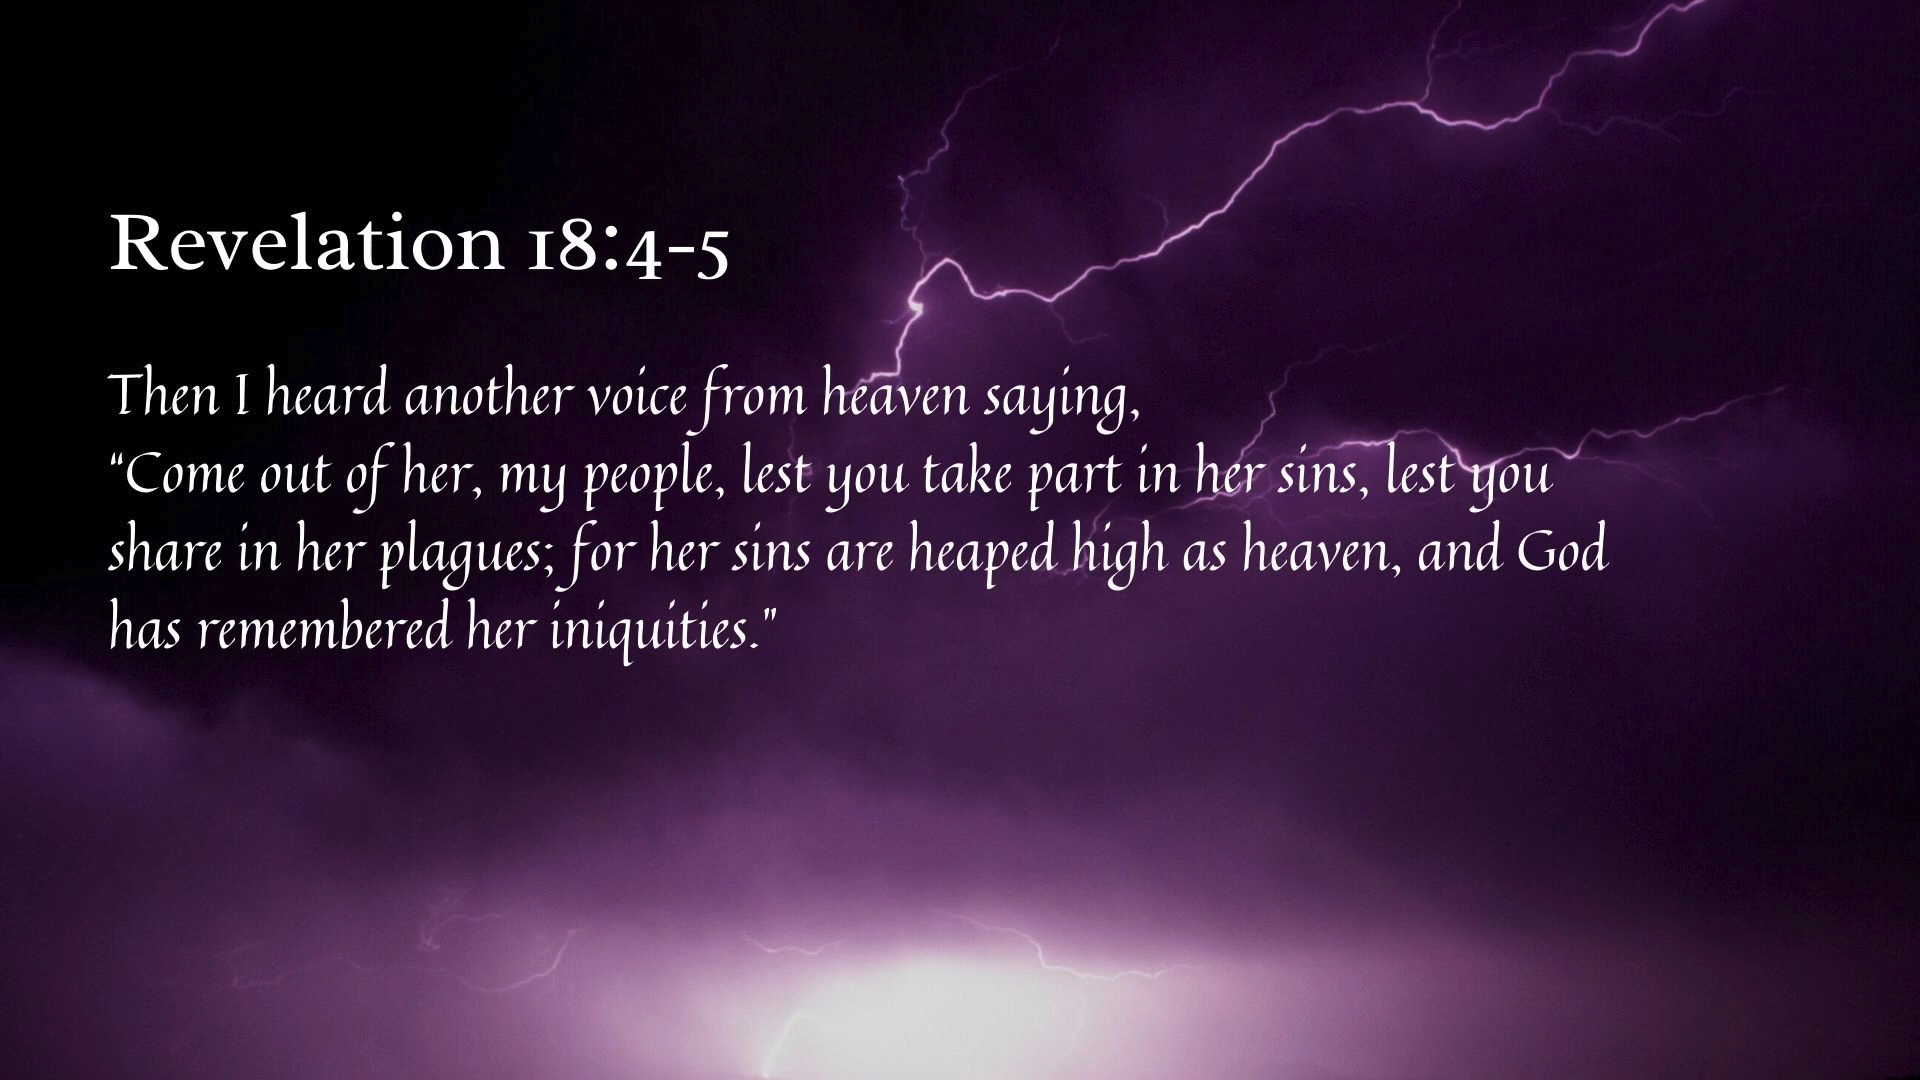 Revelation 18:4-5
Then I heard another voice from heaven saying,
“Come out of her, my people, lest you take part in her sins, lest you
share in her plagues; for her sins are heaped high as heaven, and God
has remembered her iniquities.”